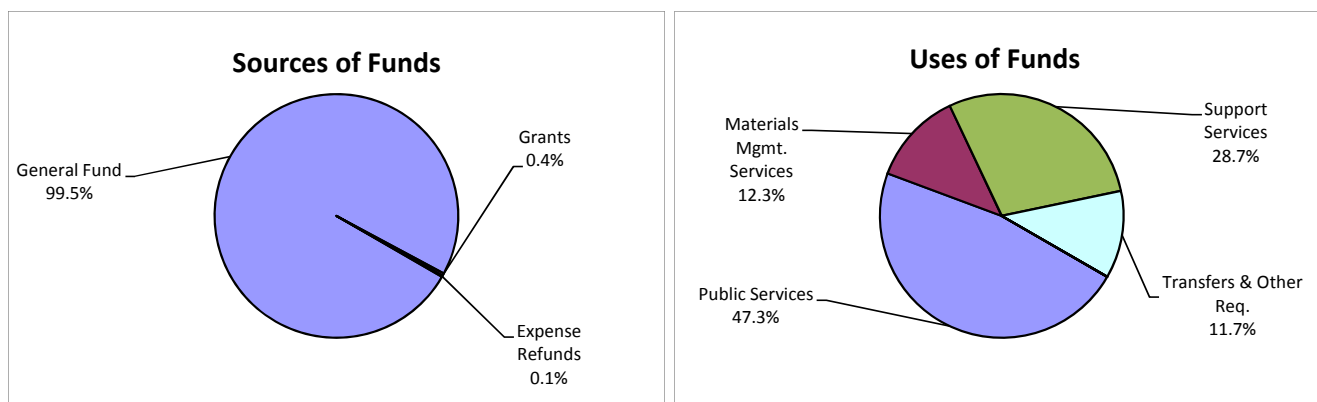 Sources of Funds
General Fund
99.5%
Grants
0.4%
Expense
Refunds
0.1%
Uses of Funds
Materials
Mgmt.
Services
12.3%
Support
Services
28.7%
Public Services
47.3%
Transfers & Other
Req.
11.7%